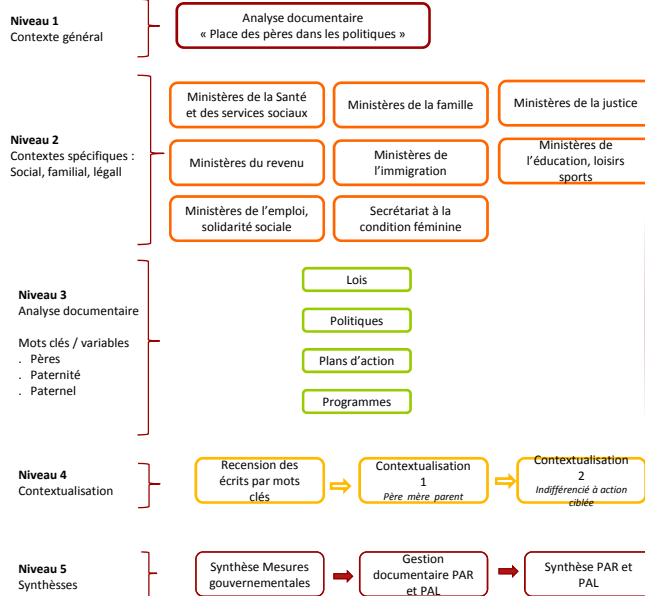 Niveau 1
Contexte général
Analyse documentaire
« Place des pères dans les politiques »
Niveau 2
Contextes spécifiques :
Social, familial, légall
Ministères de la Santé
et des services sociaux
Ministères de la famille
Ministères de la justice
Ministères du revenu
Ministères de
l'immigration
Ministères de
l'éducation, loisirs
sports
Ministères de l'emploi,
solidarité sociale
Secrétariat à la
condition féminine
Niveau 3
Analyse documentaire
Mots clés / variables
. Pères
. Paternité
. Paternel
Lois
Politiques
Plans d'action
Programmes
Niveau 4
Contextualisation
Recension des
écrits par mots
clés
Contextualisation
1
Père mère parent
Contextualisation
2
Indifférencié à action
ciblée
Niveau 5
Synthèsses
Synthèse Mesures
gouvernementales
Gestion
documentaire PAR
et PAL
Synthèse PAR et
PAL